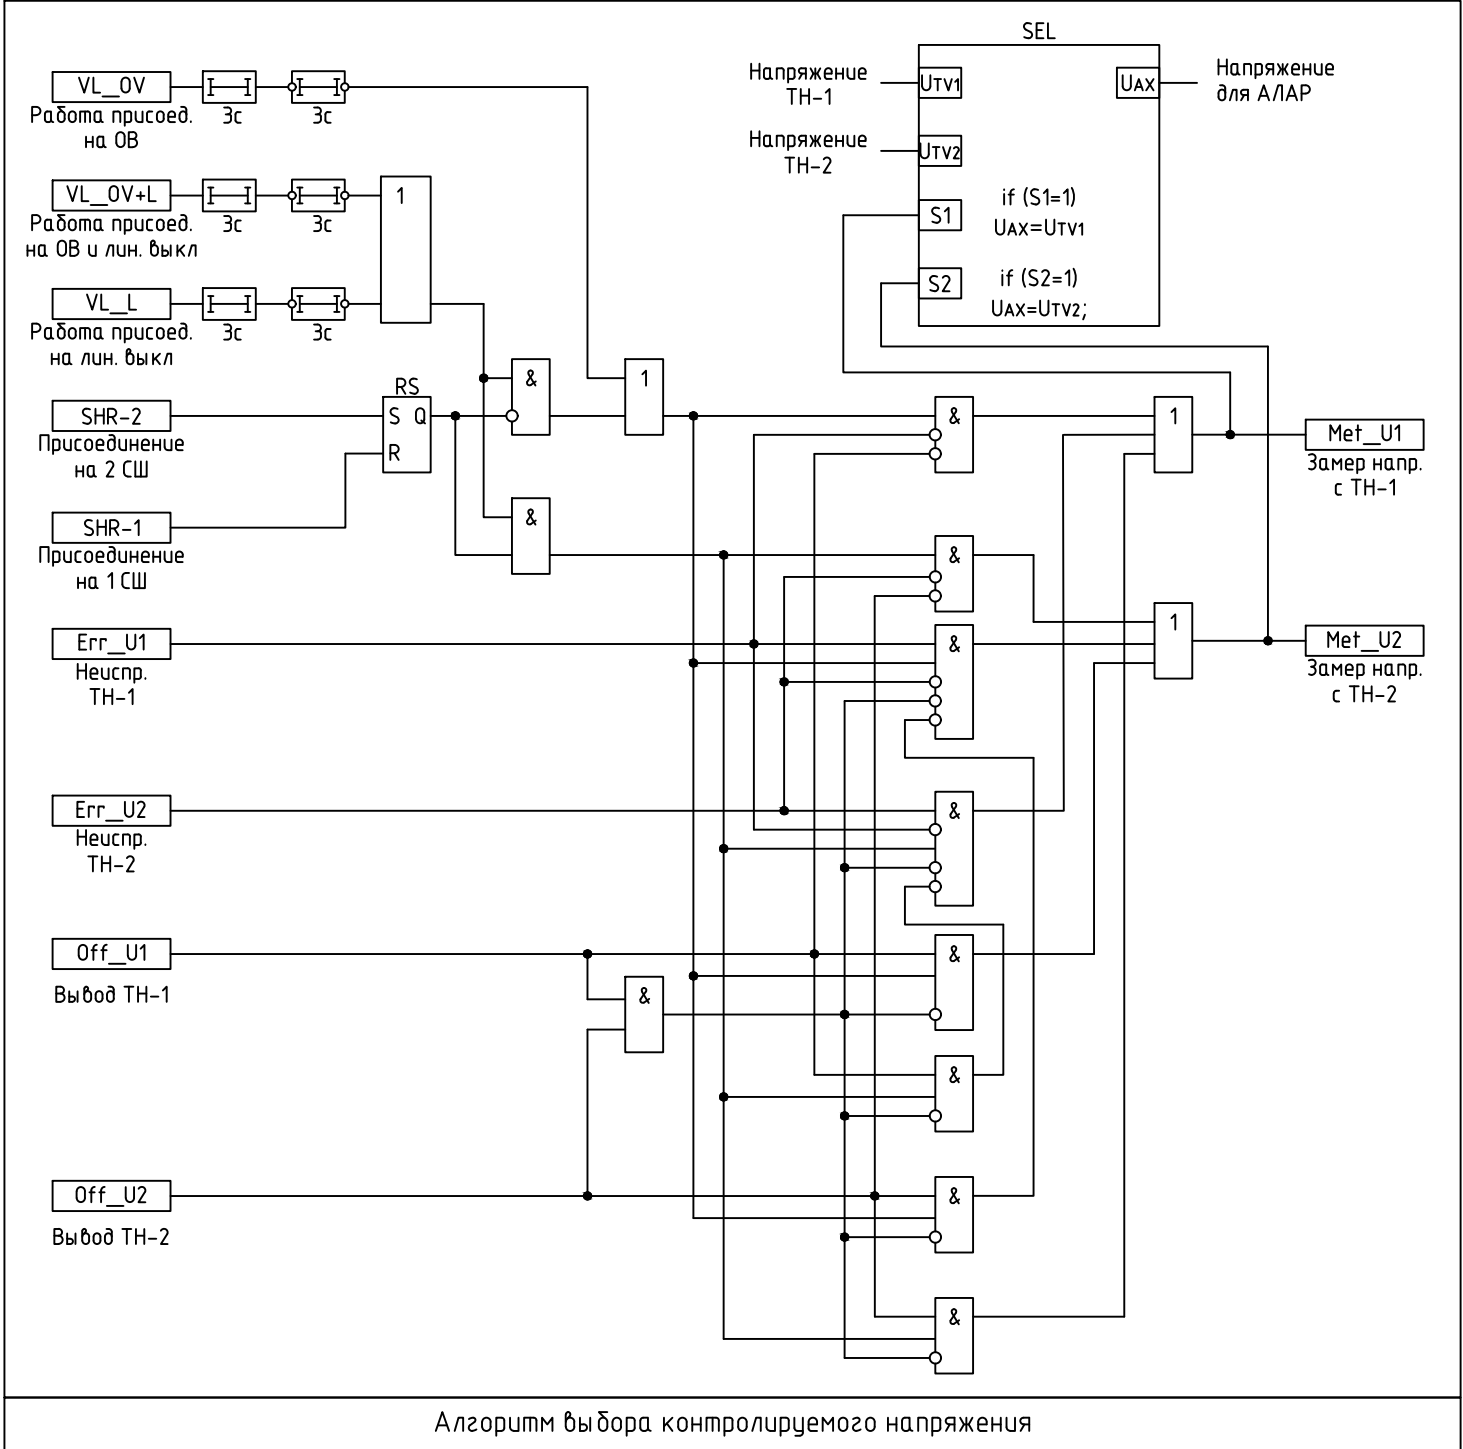 SEL
VL_OV
3с
3с
Работа присоед.
на ОВ
Напряжение
ТН-1
UTV1
UAX
Напряжение
для АЛАР
Напряжение
ТН-2
UTV2
VL_OV+L
3с
3с
Работа присоед.
на ОВ и лин. выкл
1
S1
if (S1=1)
UAX=UTV1
S2
if (S2=1)
UAX=UTV2;
VL_L
3с
3с
Работа присоед.
на лин. выкл
&
1
RS
SHR-2
S Q
R
Присоединение
на 2 СШ
&
1
Met_U1
Замер напр.
с ТН-1
SHR-1
Присоединение
на 1 СШ
&
&
Err_U1
Неиспр.
ТН-1
&
1
Met_U2
Замер напр.
с ТН-2
Err_U2
Неиспр.
ТН-2
&
Off_U1
Вывод ТН-1
&
&
&
Off_U2
Вывод ТН-2
&
&
Алгоритм выбора контролируемого напряжения